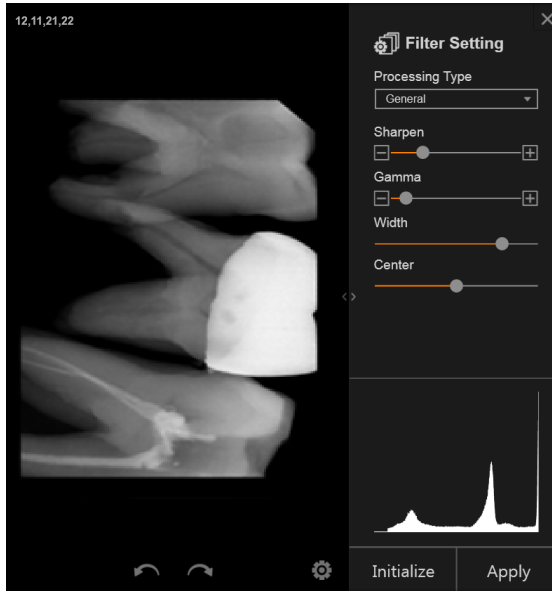 12,11,21,22
Filter Setting
Processing Type
General
Sharpen
Gamma
Width
Center
Initialize
Apply